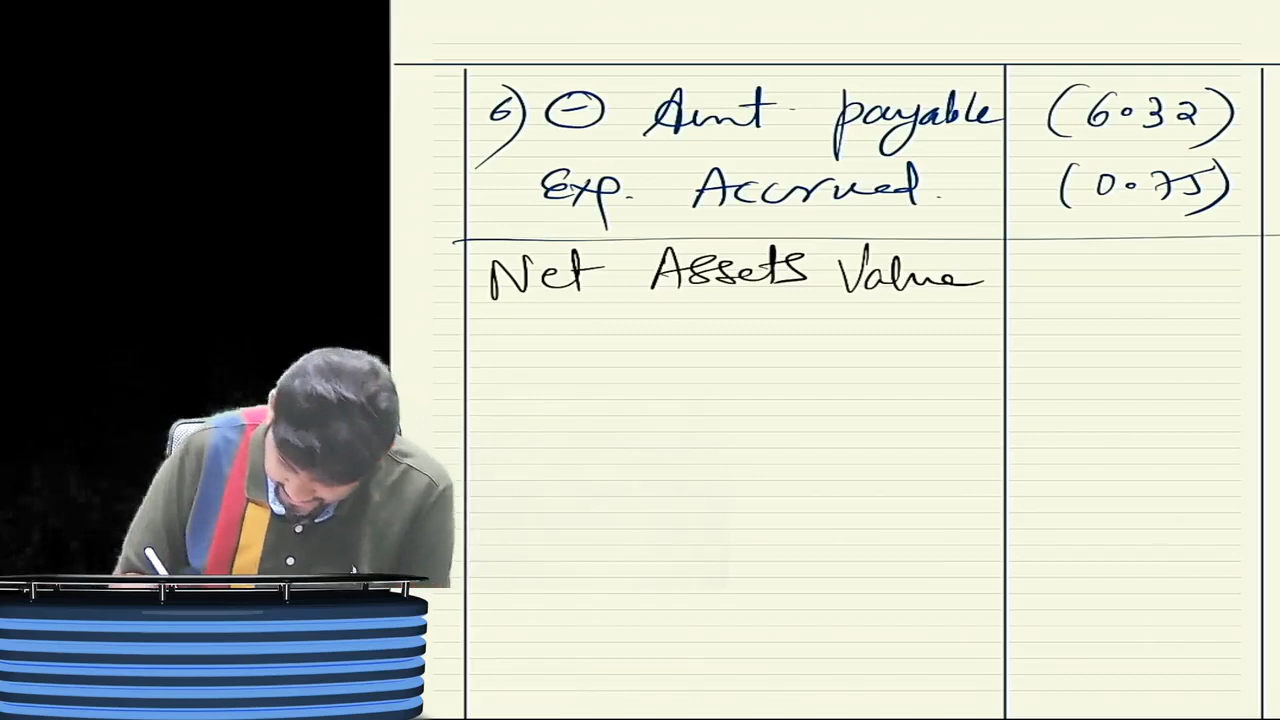 6) ⊖ Amt. payable (6.32)
Exp. Accrued. (0.75)
Net Assets Value